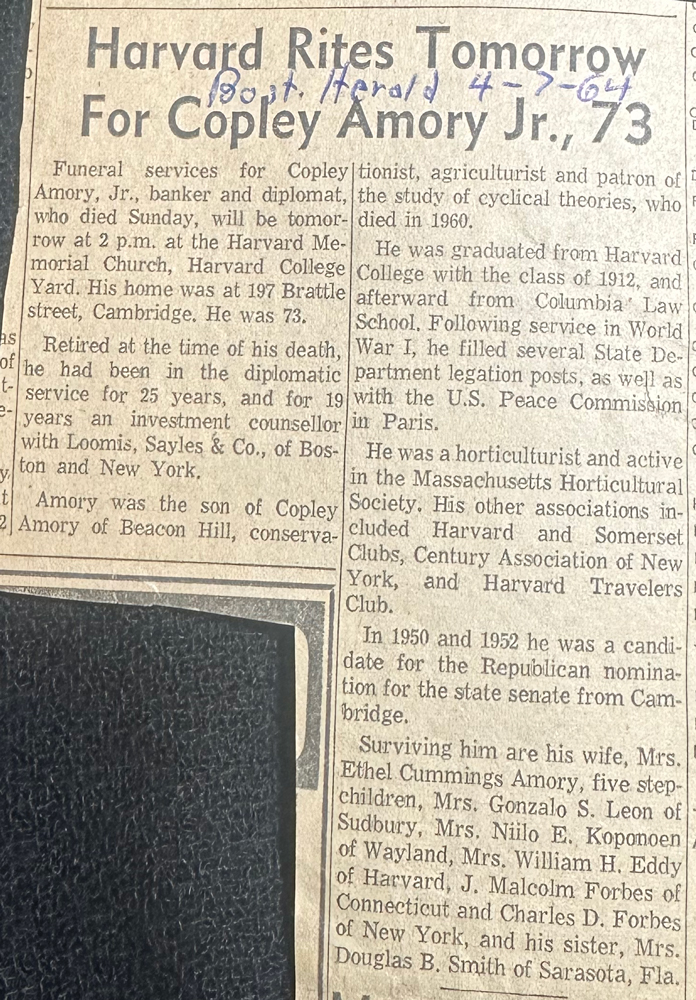 Harvard Rites Tomorrow
Bost. Herald 4-7-64
For Copley Amory Jr., 73
Funeral services for Copley
Amory, Jr., banker and diplomat,
who died Sunday, will be tomor-
row at 2 p.m. at the Harvard Me-
morial Church, Harvard College
Yard. His home was at 197 Brattle
street, Cambridge. He was 73.
Retired at the time of his death,
he had been in the diplomatic
service for 25 years, and for 19
years an investment counsellor
with Loomis, Sayles & Co., of Bos-
ton and New York.
Amory was the son of Copley
Amory of Beacon Hill, conserva-
tionist, agriculturist and patron of
the study of cyclical theories, who
died in 1960.
He was graduated from Harvard
College with the class of 1912, and
afterward from Columbia Law
School. Following service in World
War I, he filled several State De-
partment legation posts, as well as
with the U.S. Peace Commission
in Paris.
He was a horticulturist and active
in the Massachusetts Horticultural
Society. His other associations in-
cluded Harvard and Somerset
Clubs, Century Association of New
York, and Harvard Travelers
Club.
In 1950 and 1952 he was a candi-
date for the Republican nomina-
tion for the state senate from Cam-
bridge.
Surviving him are his wife, Mrs.
Ethel Cummings Amory, five step-
children, Mrs. Gonzalo S. Leon of
Sudbury, Mrs. Niilo E. Koponoen
of Wayland, Mrs. William H. Eddy
of Harvard, J. Malcolm Forbes of
Connecticut and Charles D. Forbes
of New York, and his sister, Mrs.
Douglas B. Smith of Sarasota, Fla.